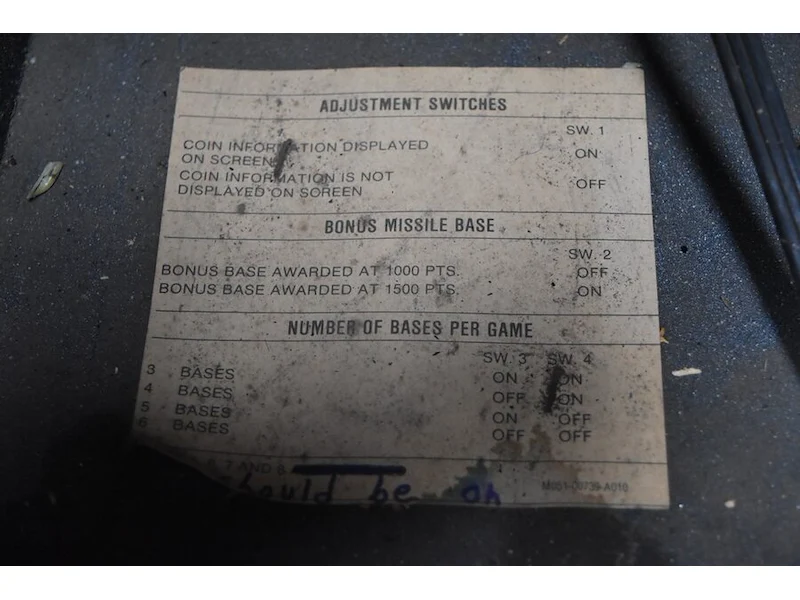 ADJUSTMENT SWITCHES
SW. 1
COIN INFORMATION DISPLAYED
ON SCREEN ON
COIN INFORMATION IS NOT
DISPLAYED ON SCREEN OFF
BONUS MISSILE BASE
SW. 2
BONUS BASE AWARDED AT 1000 PTS. OFF
BONUS BASE AWARDED AT 1500 PTS. ON
NUMBER OF BASES PER GAME
SW. 3 SW. 4
3 BASES ON ON
4 BASES OFF ON
5 BASES ON OFF
6 BASES OFF OFF
7 AND 8
should be on M051-00739-A010